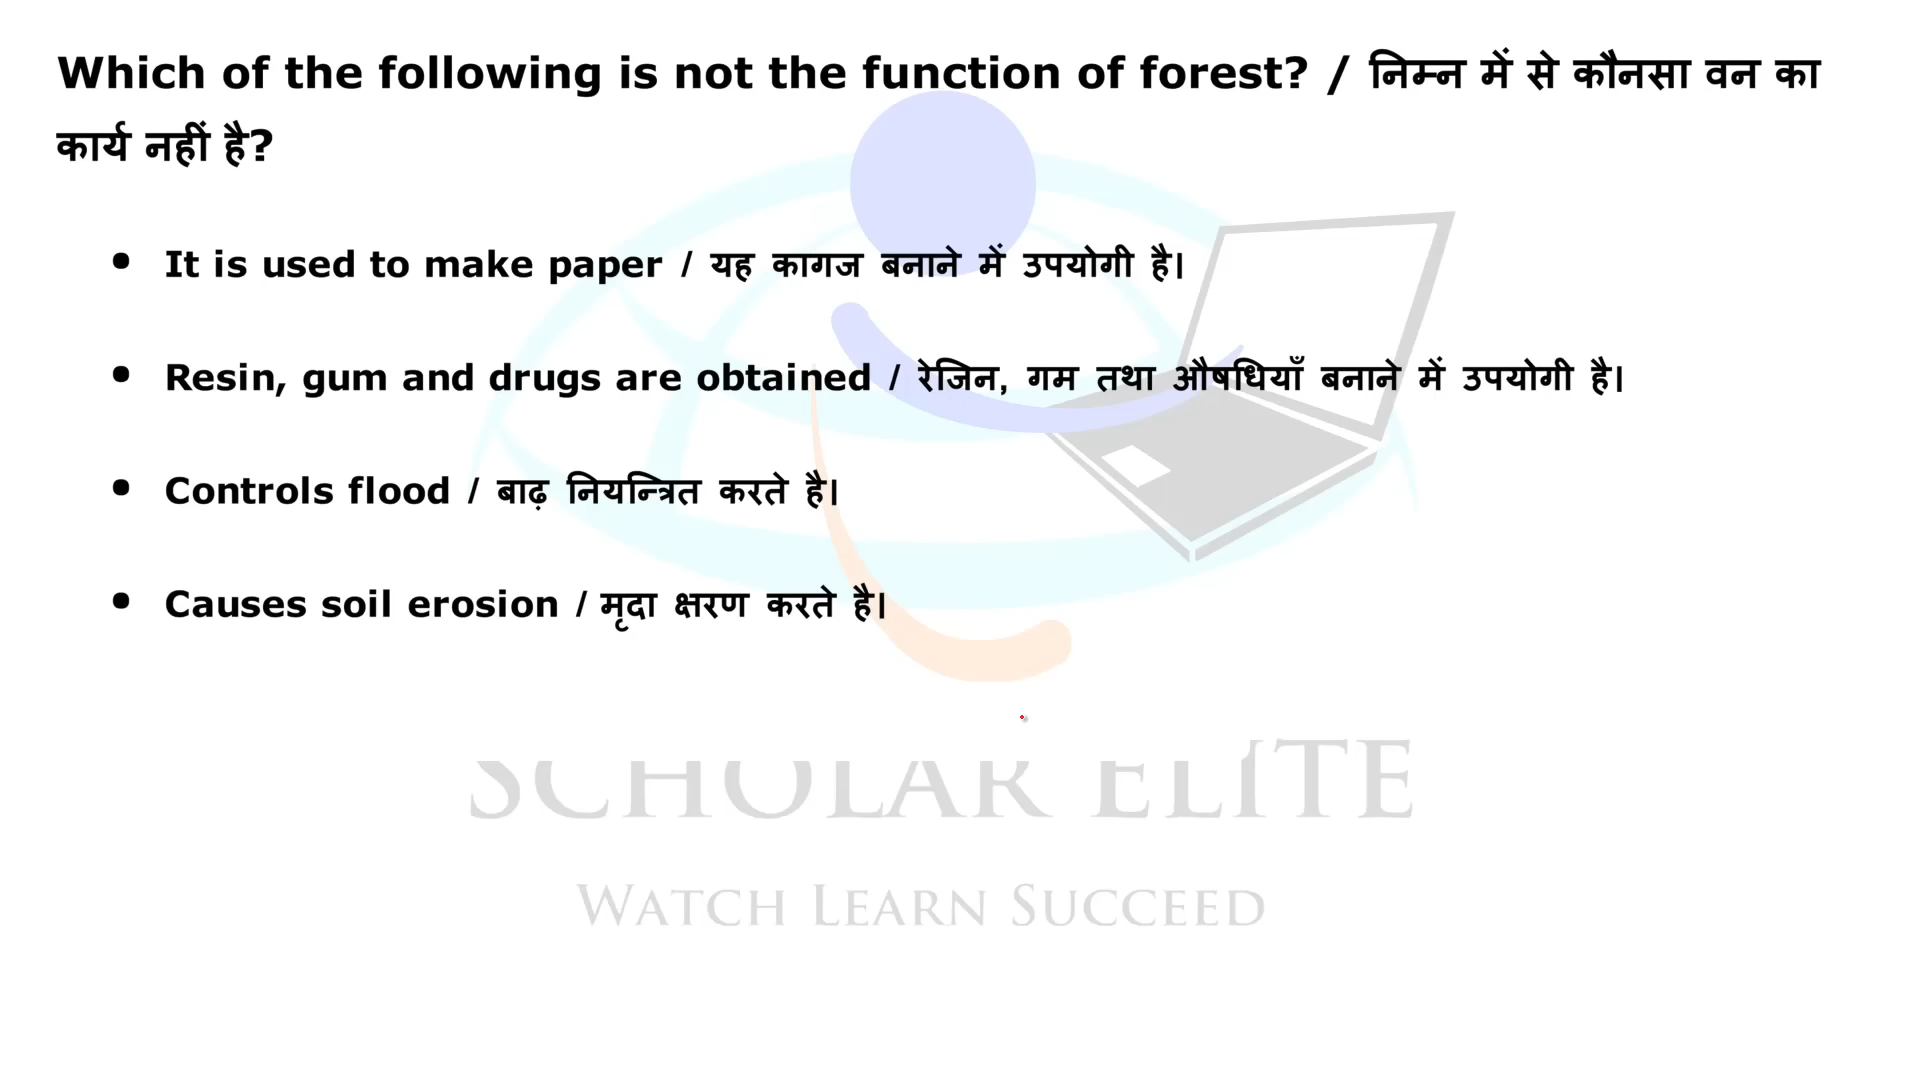 Which of the following is not the function of forest? / निम्न में से कौनसा वन का
कार्य नहीं है?
• It is used to make paper / यह कागज बनाने में उपयोगी है।
• Resin, gum and drugs are obtained / रेजिन, गम तथा औषधियाँ बनाने में उपयोगी है।
• Controls flood / बाढ़ नियन्त्रित करते है।
• Causes soil erosion / मृदा क्षरण करते है।
SCHOLAR ELITE
WATCH LEARN SUCCEED